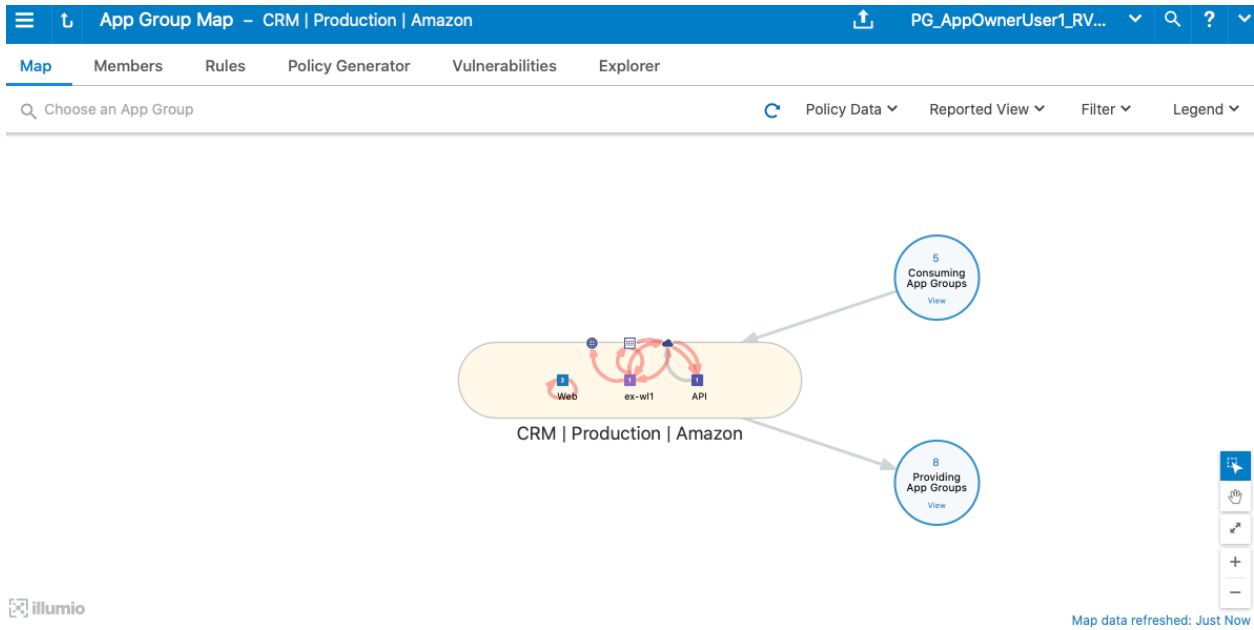 App Group Map – CRM | Production | Amazon
PG_AppOwnerUser1_RV...
?
Map Members Rules Policy Generator Vulnerabilities Explorer
Choose an App Group
Policy Data Reported View Filter Legend
5
Consuming
App Groups
View
2
Web
1
ex-wl1
1
API
CRM | Production | Amazon
8
Providing
App Groups
View
illumio
Map data refreshed: Just Now